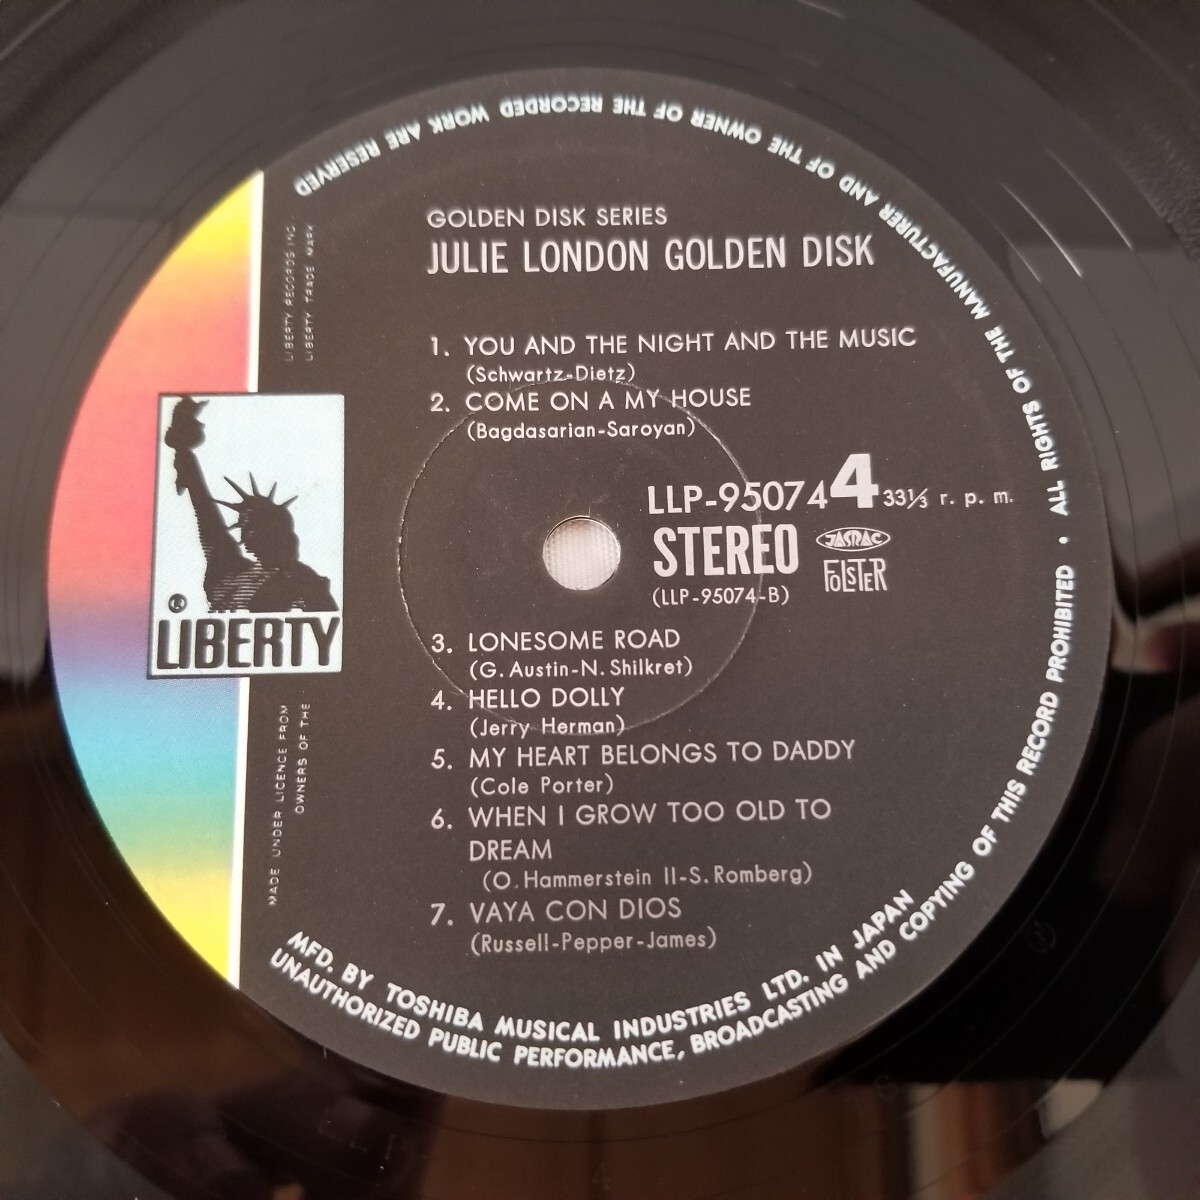 GOLDEN DISK SERIES
JULIE LONDON GOLDEN DISK
1. YOU AND THE NIGHT AND THE MUSIC
(Schwartz-Dietz)
2. COME ON A MY HOUSE
(Bagdasarian-Saroyan)
LLP-95074 4 33⅓ r. p. m.
STEREO JASRAC
FOLSTER
(LLP-95074-B)
3. LONESOME ROAD
(G. Austin-N. Shilkret)
4. HELLO DOLLY
(Jerry Herman)
5. MY HEART BELONGS TO DADDY
(Cole Porter)
6. WHEN I GROW TOO OLD TO
DREAM
(O. Hammerstein II-S. Romberg)
7. VAYA CON DIOS
(Russell-Pepper-James)
® LIBERTY
LIBERTY RECORDS INC.
LIBERTY TRADE MARK
MADE UNDER LICENCE FROM
OWNERS OF THE
MFD. BY TOSHIBA MUSICAL INDUSTRIES LTD. IN JAPAN
UNAUTHORIZED PUBLIC PERFORMANCE, BROADCASTING AND COPYING OF THIS RECORD PROHIBITED • ALL RIGHTS OF THE MANUFACTURER AND OF THE OWNER OF THE RECORDED WORK ARE RESERVED